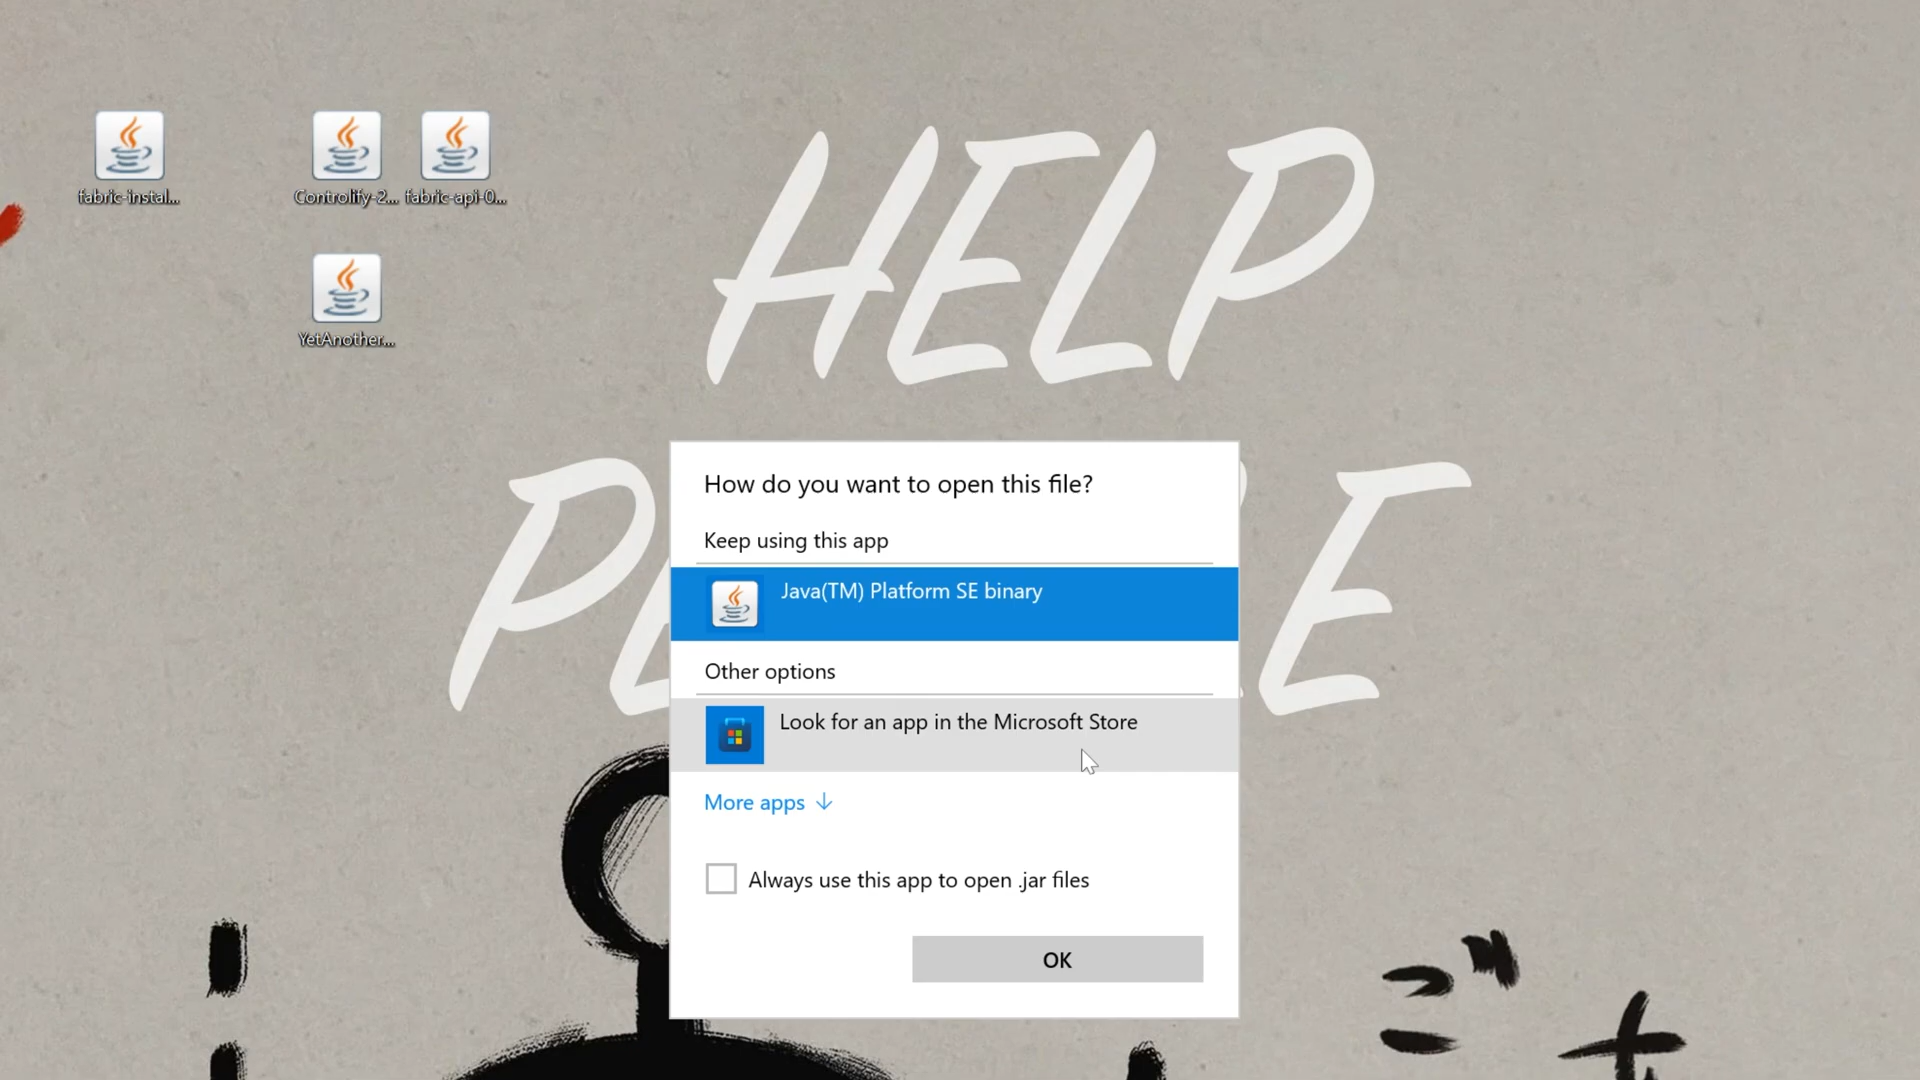 HELP
fabric-instal...
Controlify-2...
fabric-api-0...
YetAnother...
How do you want to open this file?
Keep using this app
Java(TM) Platform SE binary
Other options
Look for an app in the Microsoft Store
More apps
Always use this app to open .jar files
OK